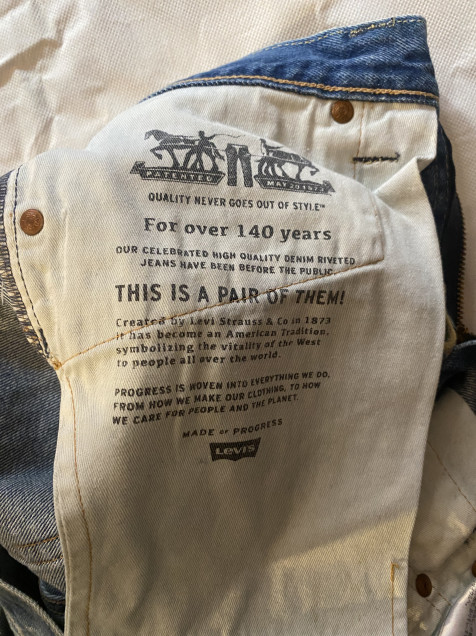 PATENTED
MAY 20 1873
QUALITY NEVER GOES OUT OF STYLE™
For over 140 years
OUR CELEBRATED HIGH QUALITY DENIM RIVETED
JEANS HAVE BEEN BEFORE THE PUBLIC
THIS IS A PAIR OF THEM!
Created by Levi Strauss & Co in 1873
it has become an American Tradition,
symbolizing the vitality of the West
to people all over the world.
PROGRESS IS WOVEN INTO EVERYTHING WE DO,
FROM HOW WE MAKE OUR CLOTHING, TO HOW
WE CARE FOR PEOPLE AND THE PLANET.
MADE OF PROGRESS
LEVI'S